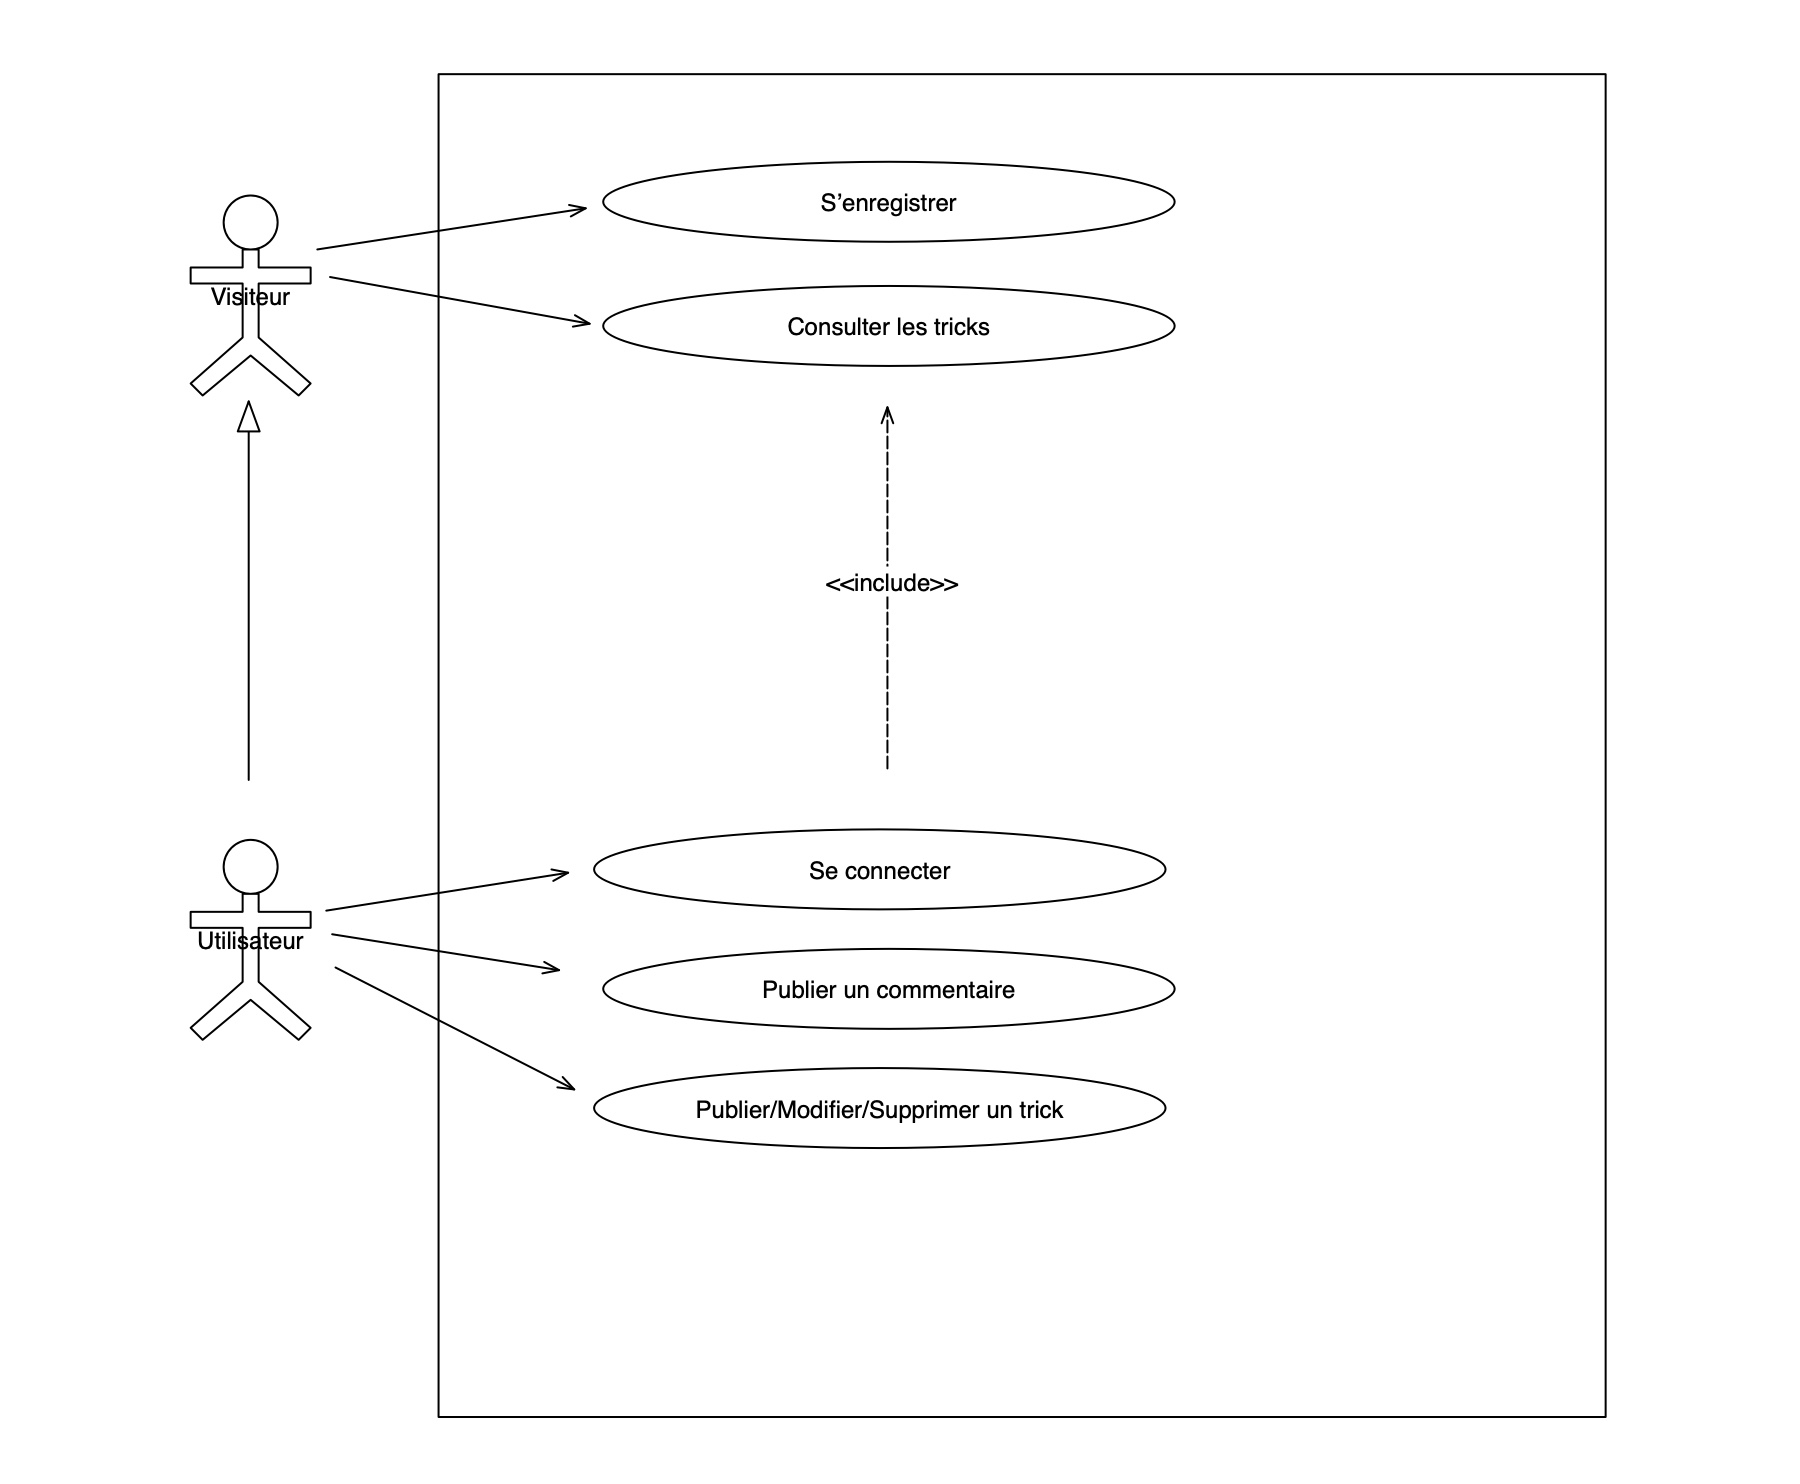 S’enregistrer
Visiteur
Consulter les tricks
<<include>>
Se connecter
Utilisateur
Publier un commentaire
Publier/Modifier/Supprimer un trick